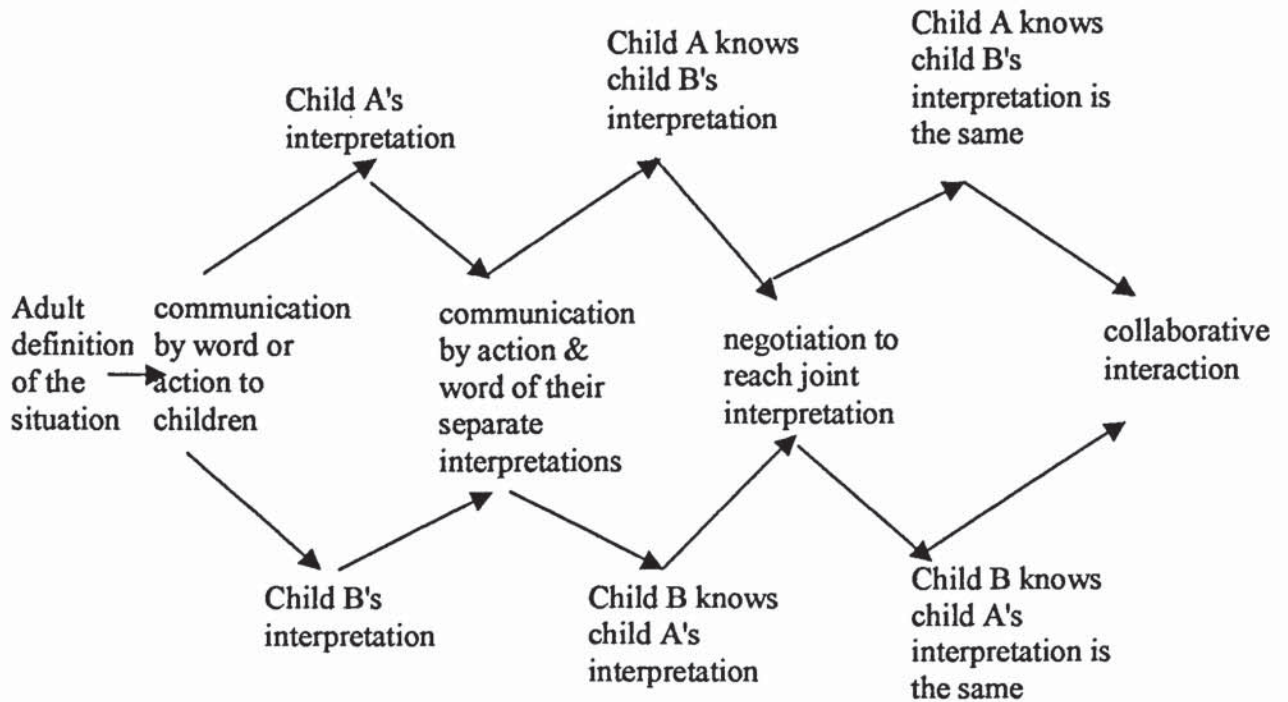 Child A's
interpretation
Child A knows
child B's
interpretation
Child A knows
child B's
interpretation is
the same
Adult
definition
of the
situation
communication
by word or
action to
children
communication
by action &
word of their
separate
interpretations
negotiation to
reach joint
interpretation
collaborative
interaction
Child B's
interpretation
Child B knows
child A's
interpretation
Child B knows
child A's
interpretation is
the same